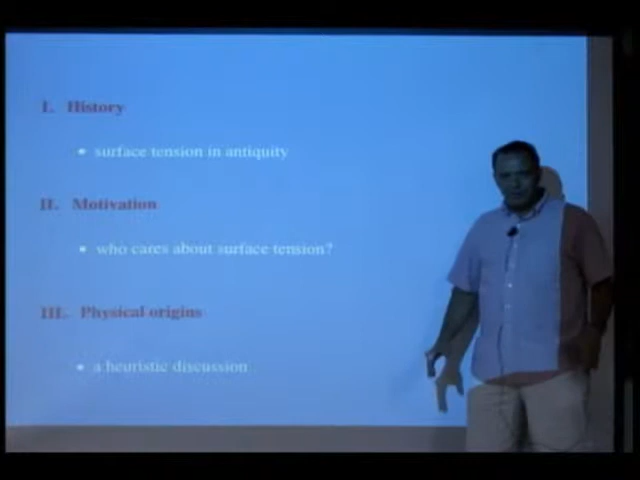 I. History
• surface tension in antiquity
II. Motivation
• who cares about surface tension?
III. Physical origins
• a heuristic discussion